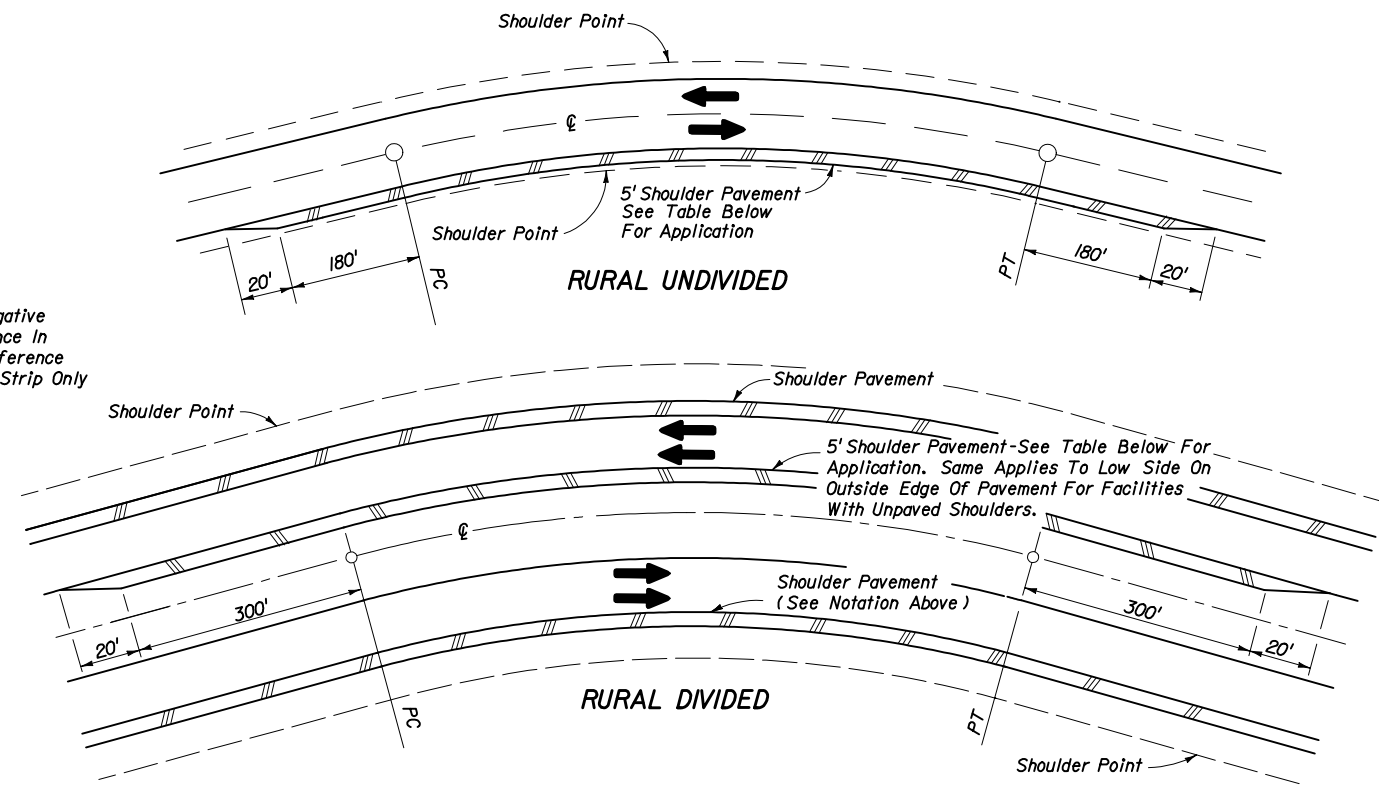 Shoulder Point
℄
5' Shoulder Pavement
See Table Below
For Application
Shoulder Point
20'
180'
PC
PT
180'
20'
RURAL UNDIVIDED
gative
nce In
ference
Strip Only
Shoulder Point
Shoulder Pavement
5' Shoulder Pavement-See Table Below For
Application. Same Applies To Low Side On
Outside Edge Of Pavement For Facilities
With Unpaved Shoulders.
℄
Shoulder Pavement
(See Notation Above)
20'
300'
PC
PT
300'
20'
RURAL DIVIDED
Shoulder Point